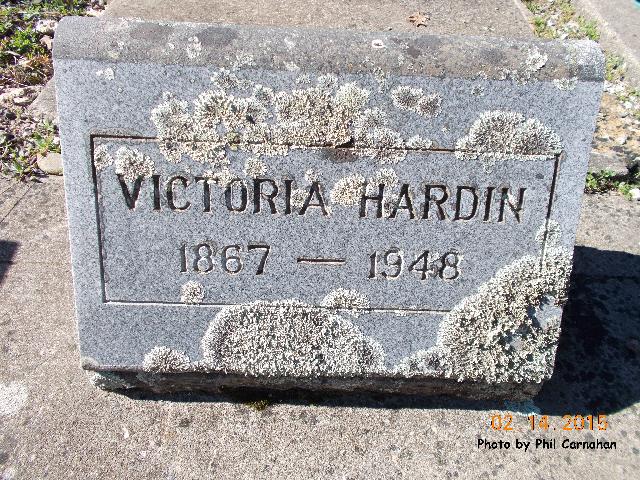 VICTORIA HARDIN
1867 — 1948
02.14.2015
Photo by Phil Carnahan